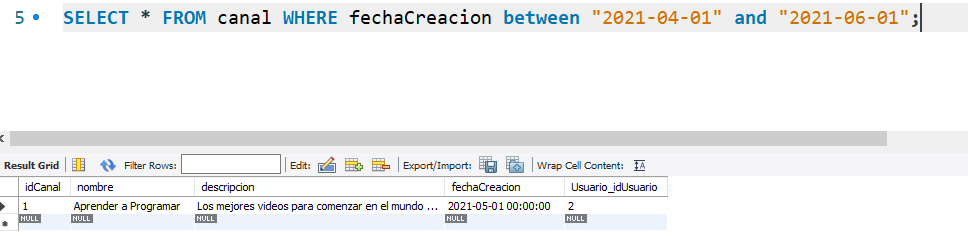 5 SELECT * FROM canal WHERE fechaCreacion between "2021-04-01" and "2021-06-01";
Result Grid Filter Rows: Edit: Export/Import: Wrap Cell Content:
idCanal nombre descripcion fechaCreacion Usuario_idUsuario
1 Aprender a Programar Los mejores videos para comenzar en el mundo ... 2021-05-01 00:00:00 2
NULL NULL NULL NULL NULL